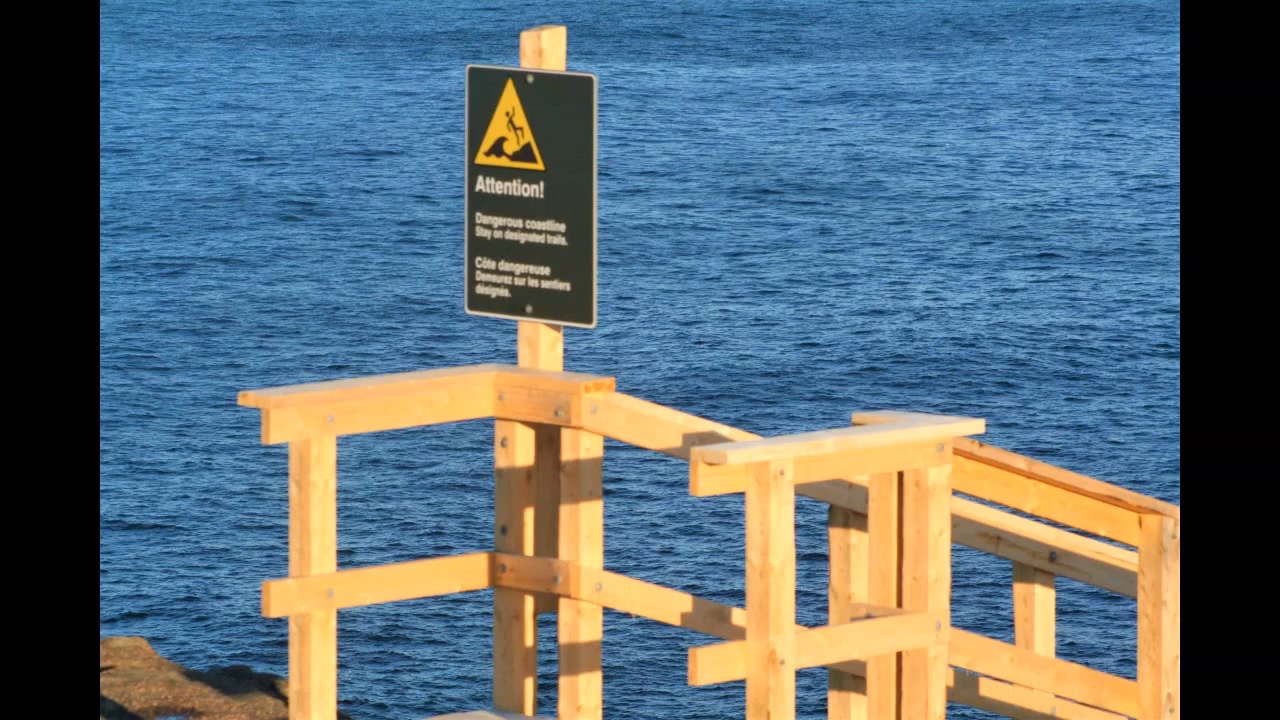 Attention!
Dangerous coastline
Stay on designated trails.
Côte dangereuse
Demeurez sur les sentiers
désignés.